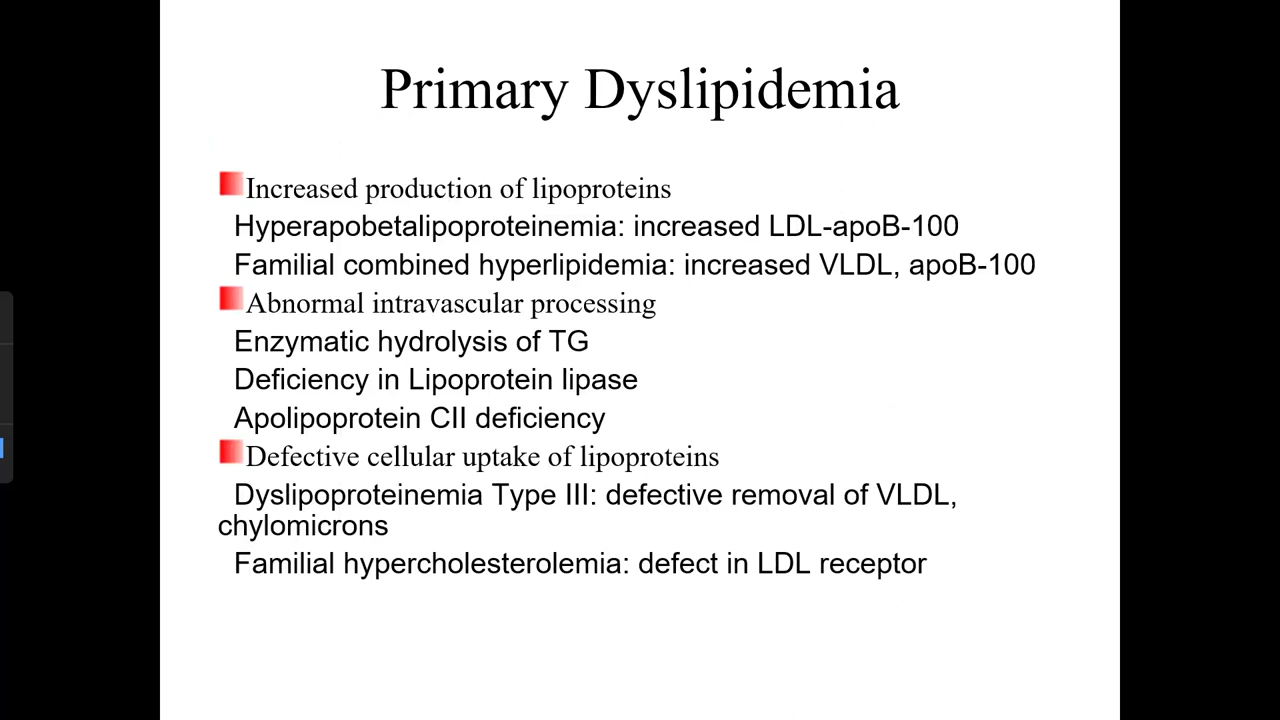 Primary Dyslipidemia
Increased production of lipoproteins
Hyperapobetalipoproteinemia: increased LDL-apoB-100
Familial combined hyperlipidemia: increased VLDL, apoB-100
Abnormal intravascular processing
Enzymatic hydrolysis of TG
Deficiency in Lipoprotein lipase
Apolipoprotein CII deficiency
Defective cellular uptake of lipoproteins
Dyslipoproteinemia Type III: defective removal of VLDL,
chylomicrons
Familial hypercholesterolemia: defect in LDL receptor